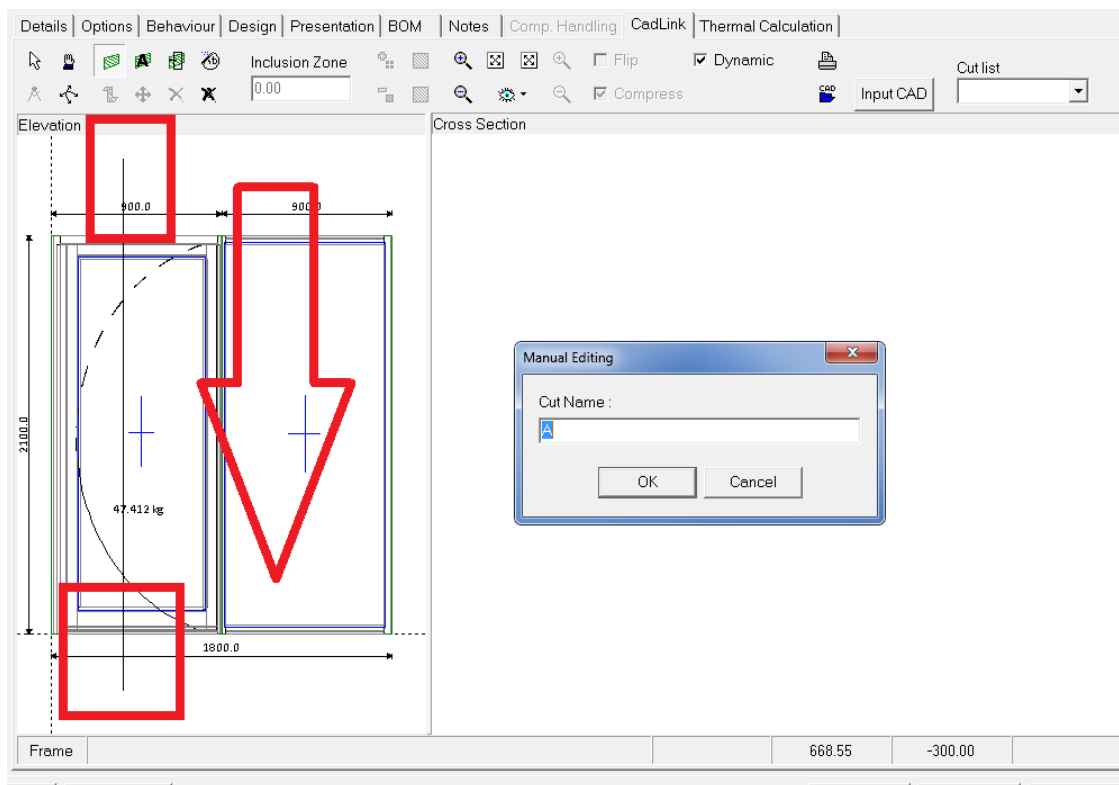 Details Options Behaviour Design Presentation BOM Notes Comp. Handling CadLink Thermal Calculation
Inclusion Zone Flip Dynamic Cut list
0.00 Compress CAD Input CAD
Elevation Cross Section
900.0 900.0
Manual Editing
Cut Name :
A
2100.0
OK Cancel
47.412 kg
1800.0
Frame 668.55 -300.00